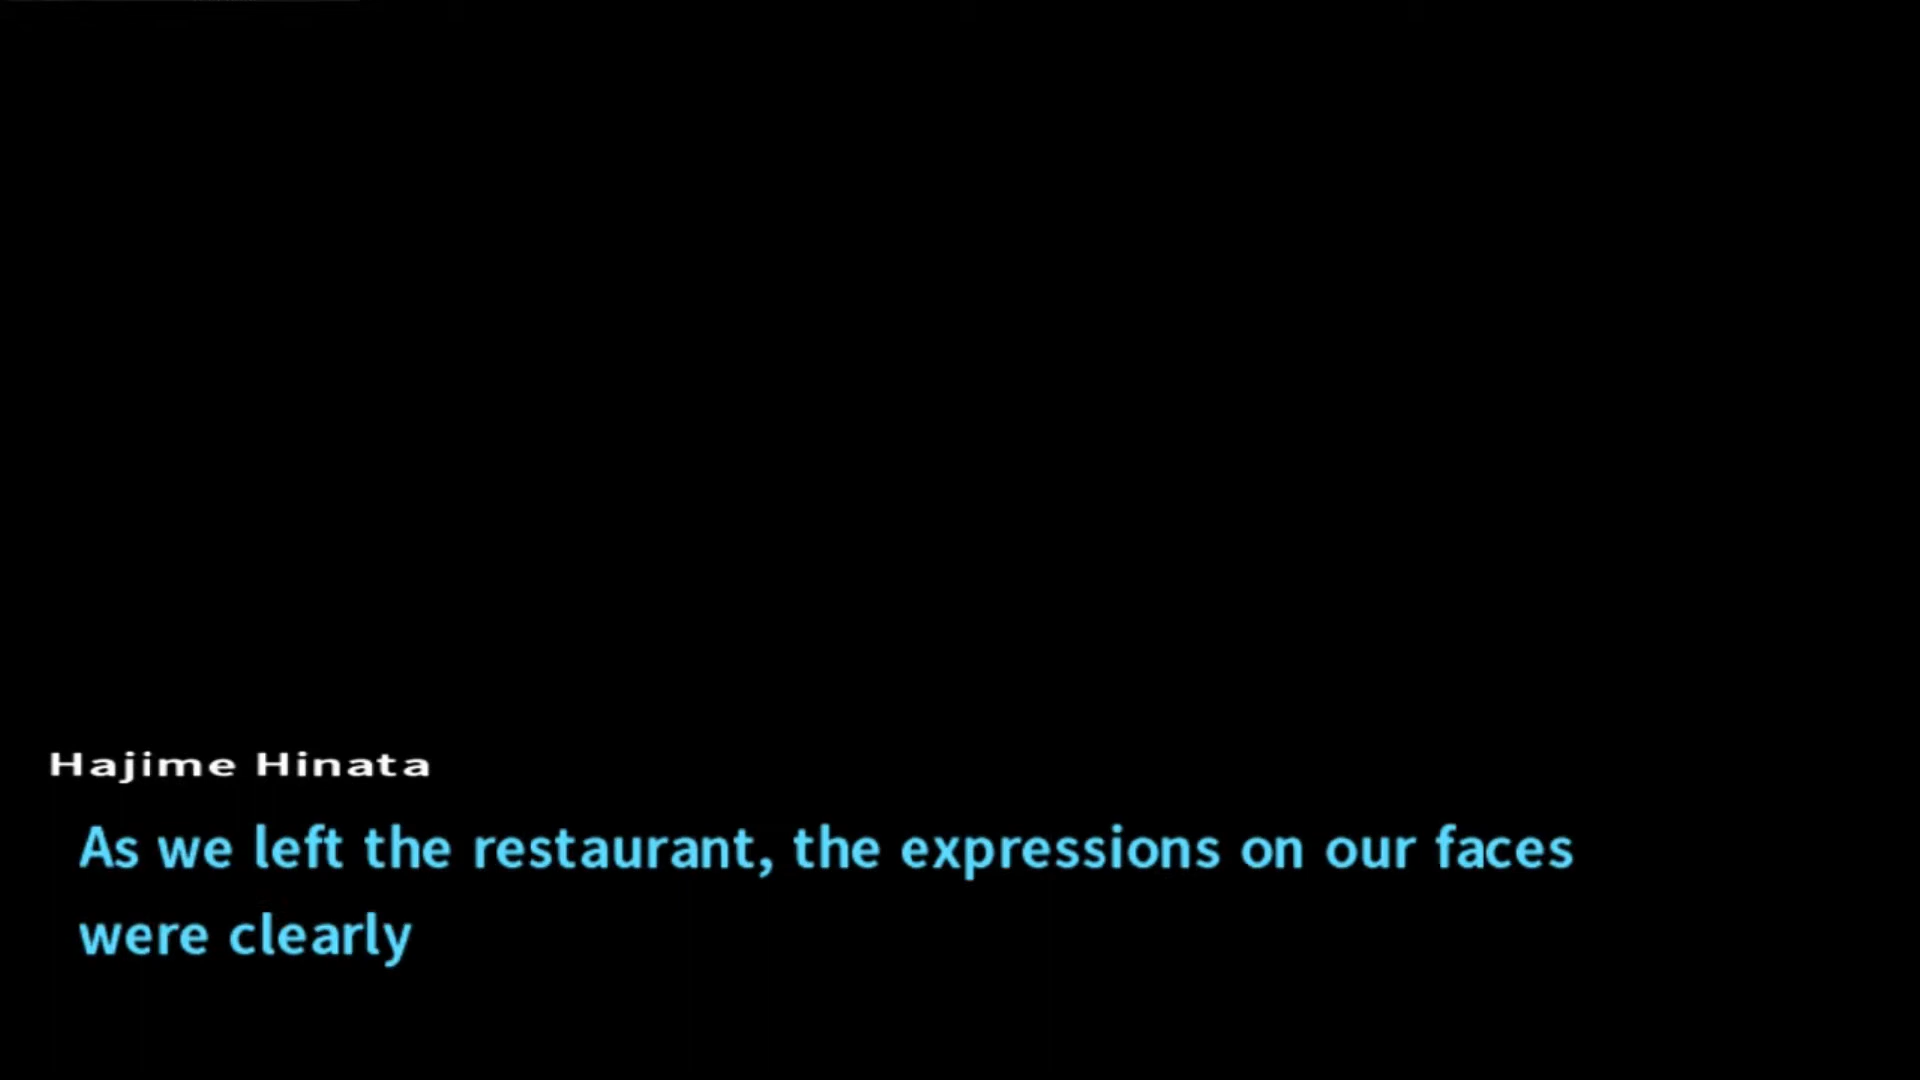 Hajime Hinata
As we left the restaurant, the expressions on our faces
were clearly